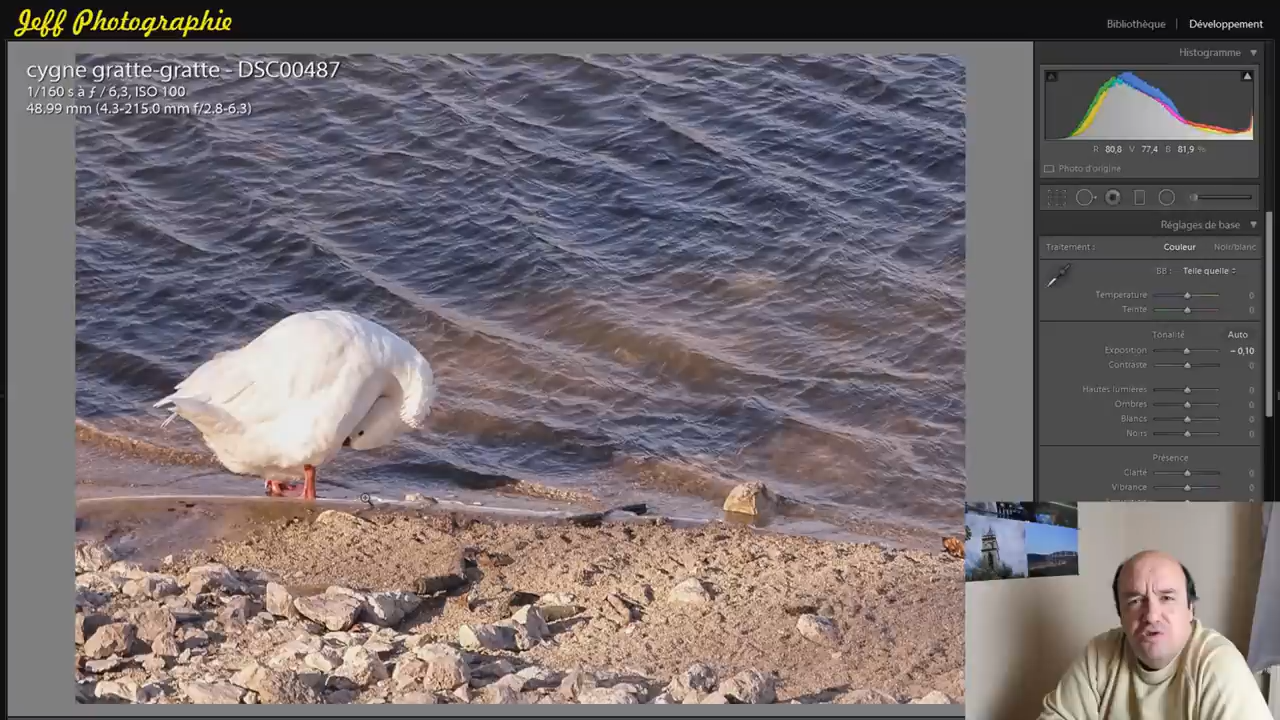 Jeff Photographie
Bibliothèque | Développement
cygne gratte-gratte - DSC00487
1/160 s à ƒ / 6,3, ISO 100
48.99 mm (4.3-215.0 mm f/2.8-6.3)
Histogramme
R 80,8 V 77,4 B 81,9 %
Photo d'origine
Réglages de base
Traitement : Couleur Noir/blanc
BB : Telle quelle
Température 0
Teinte 0
Tonalité Auto
Exposition − 0,10
Contraste 0
Hautes lumières 0
Ombres 0
Blancs 0
Noirs 0
Présence
Clarté 0
Vibrance 0